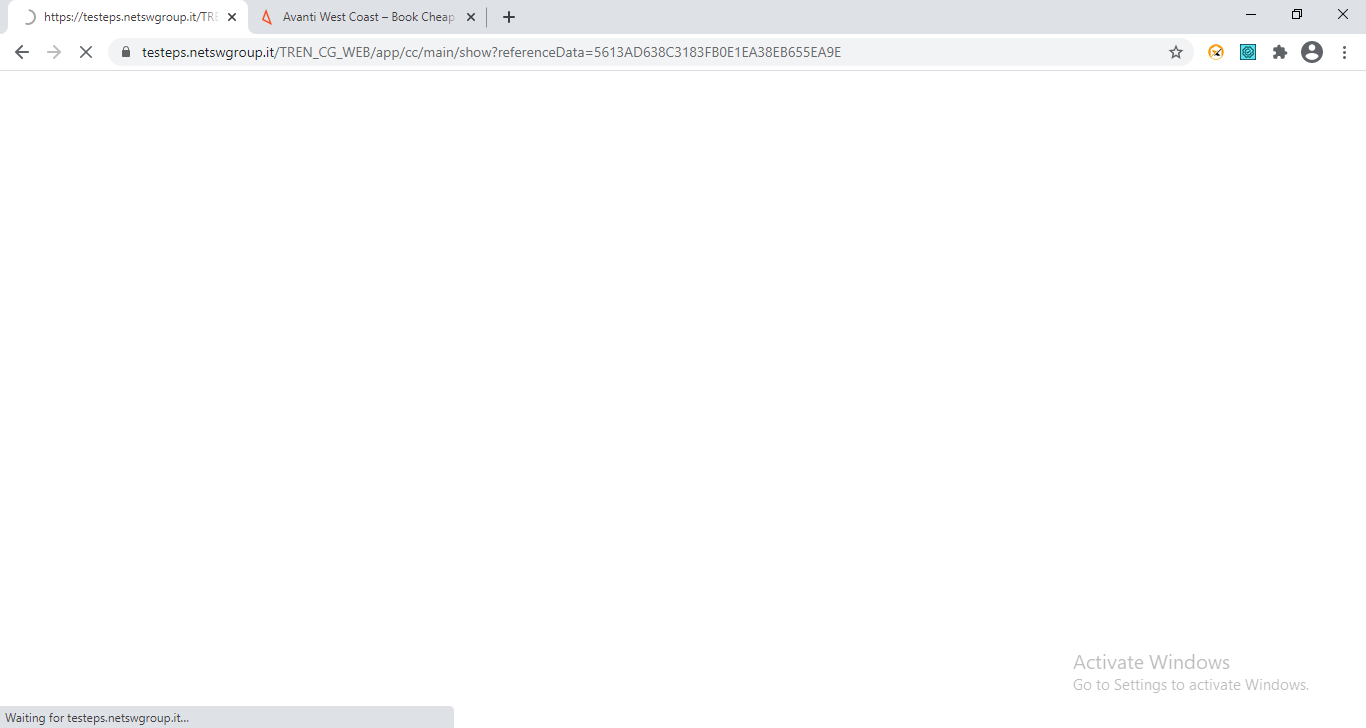 https://testeps.netswgroup.it/TRE
Avanti West Coast – Book Cheap
testeps.netswgroup.it/TREN_CG_WEB/app/cc/main/show?referenceData=5613AD638C3183FB0E1EA38EB655EA9E
Activate Windows
Go to Settings to activate Windows.
Waiting for testeps.netswgroup.it...